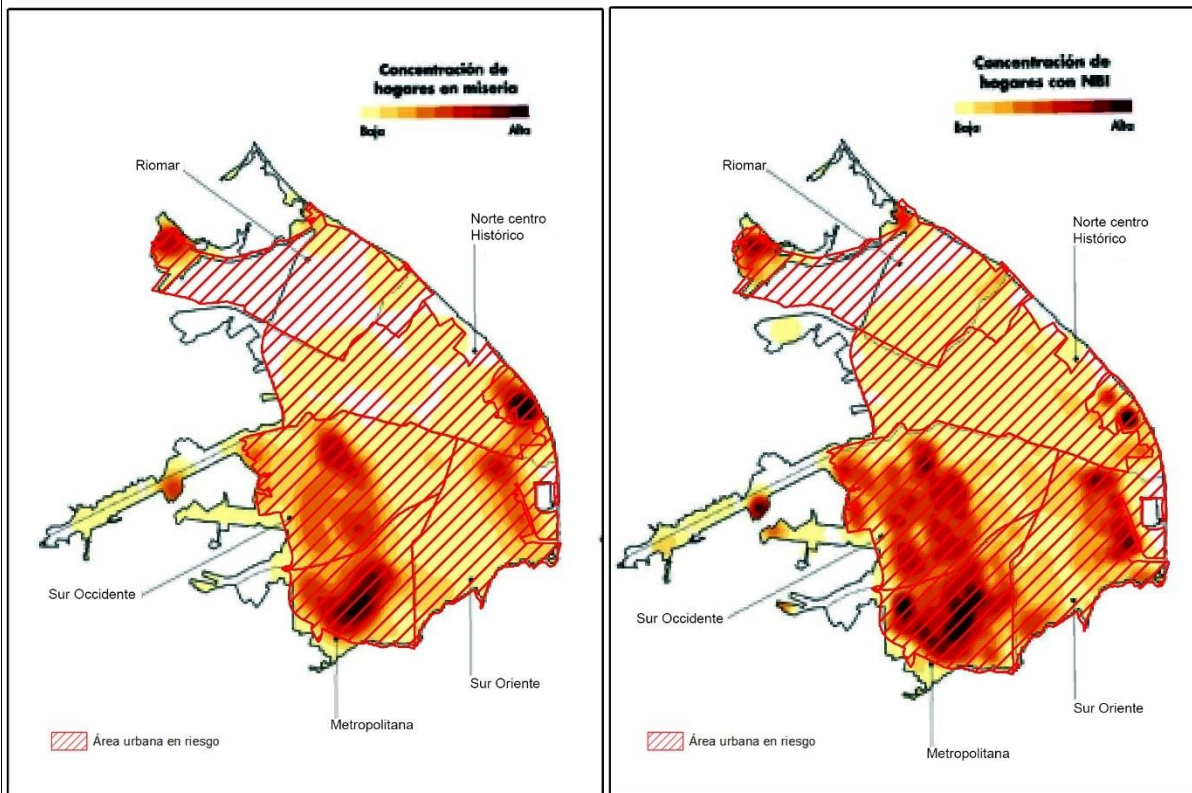 Concentración de
hogares en miseria
Baja
Alta
Riomar
Norte centro
Histórico
Sur Occidente
Sur Oriente
Metropolitana
Área urbana en riesgo
Concentración de
hogares con NBI
Baja
Alta
Riomar
Norte centro
Histórico
Sur Occidente
Sur Oriente
Metropolitana
Área urbana en riesgo